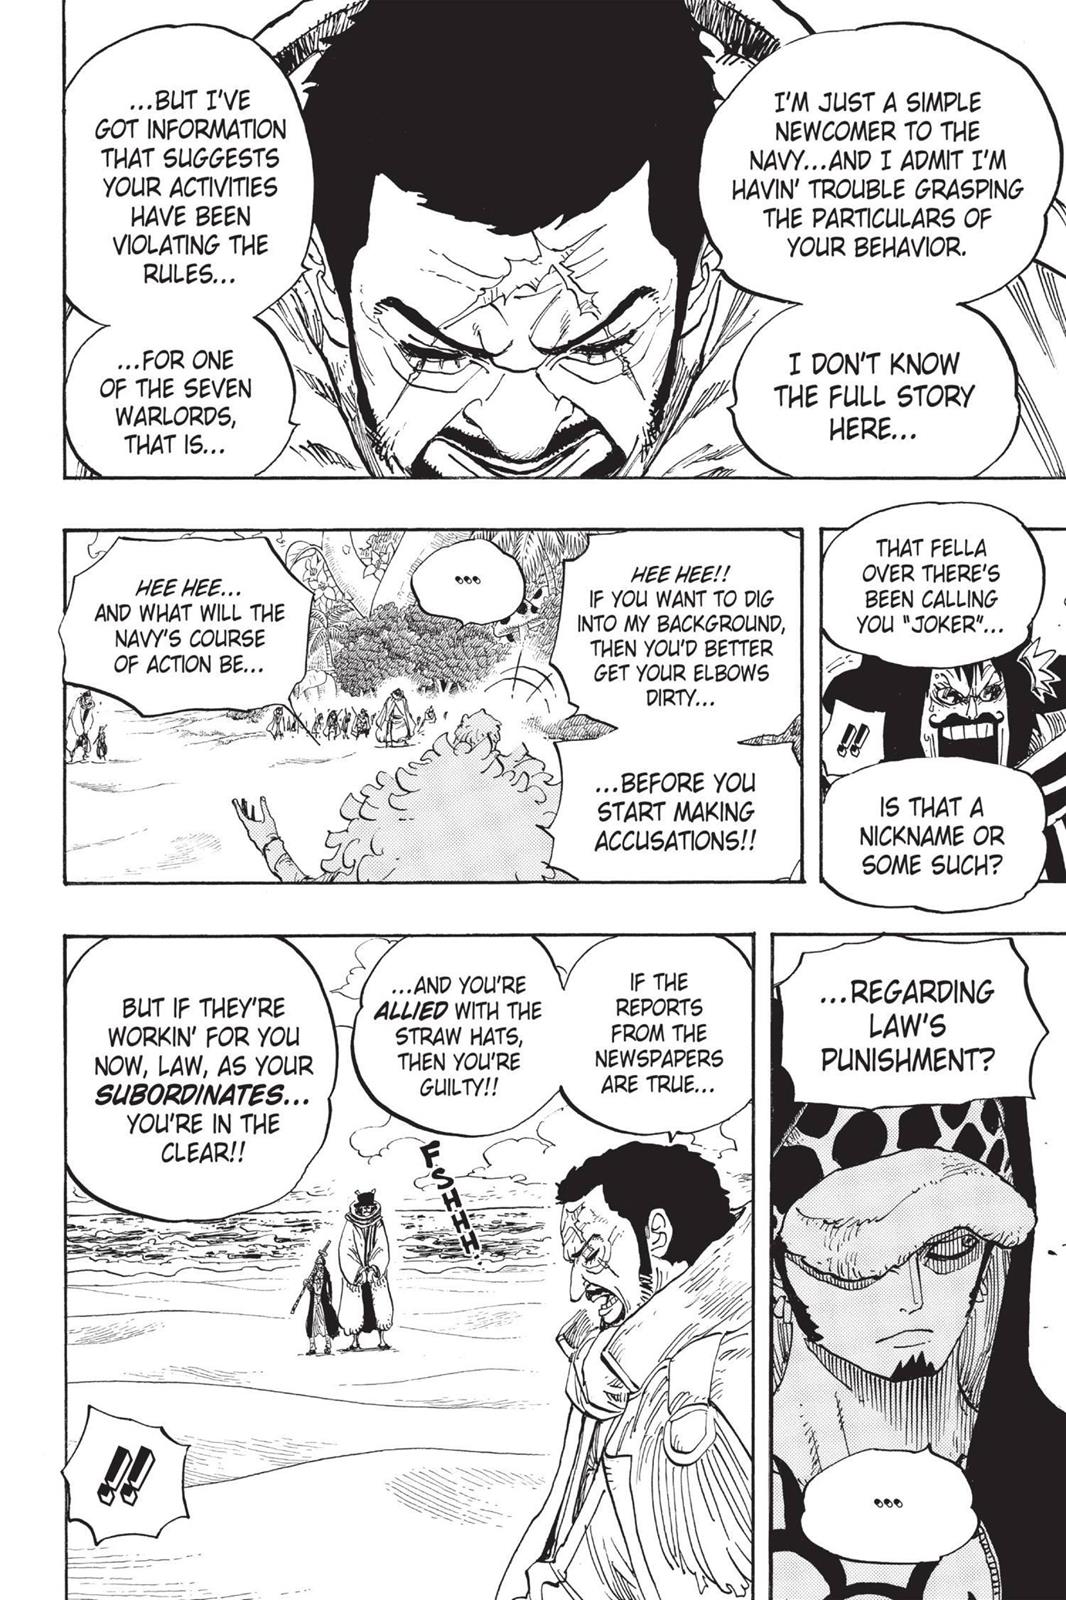 I'M JUST A SIMPLE
NEWCOMER TO THE
NAVY...AND I ADMIT I'M
HAVIN' TROUBLE GRASPING
THE PARTICULARS OF
YOUR BEHAVIOR.
I DON'T KNOW
THE FULL STORY
HERE...
...BUT I'VE
GOT INFORMATION
THAT SUGGESTS
YOUR ACTIVITIES
HAVE BEEN
VIOLATING THE
RULES...
...FOR ONE
OF THE SEVEN
WARLORDS,
THAT IS...
THAT FELLA
OVER THERE'S
BEEN CALLING
YOU "JOKER"...
!!
IS THAT A
NICKNAME OR
SOME SUCH?
HEE HEE!!
IF YOU WANT TO DIG
INTO MY BACKGROUND,
THEN YOU'D BETTER
GET YOUR ELBOWS
DIRTY...
...BEFORE YOU
START MAKING
ACCUSATIONS!!
...
HEE HEE...
AND WHAT WILL THE
NAVY'S COURSE
OF ACTION BE...
...REGARDING
LAW'S
PUNISHMENT?
...
IF THE
REPORTS
FROM THE
NEWSPAPERS
ARE TRUE...
...AND YOU'RE
ALLIED WITH THE
STRAW HATS,
THEN YOU'RE
GUILTY!!
FSHHH.
BUT IF THEY'RE
WORKIN' FOR YOU
NOW, LAW, AS YOUR
SUBORDINATES...
YOU'RE IN THE
CLEAR!!
!!